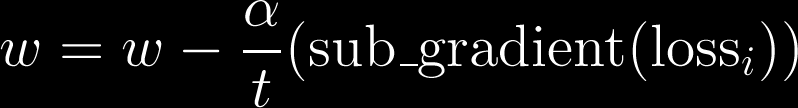 w = w − α/t (sub_gradient(loss_i))